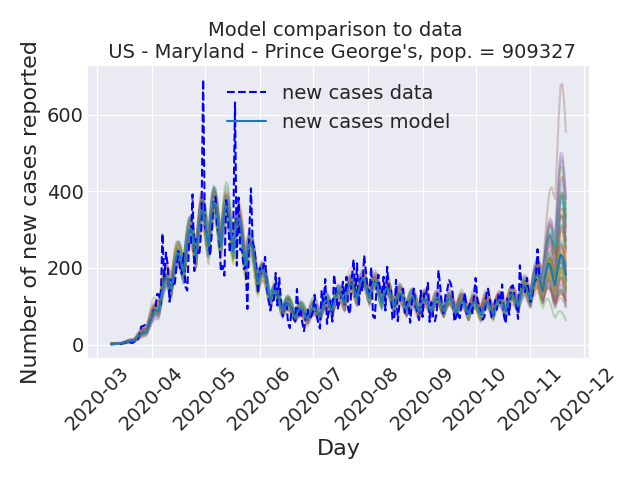 Model comparison to data
US - Maryland - Prince George's, pop. = 909327
new cases data
new cases model
Number of new cases reported
600
400
200
0
2020-03
2020-04
2020-05
2020-06
2020-07
2020-08
2020-09
2020-10
2020-11
2020-12
Day